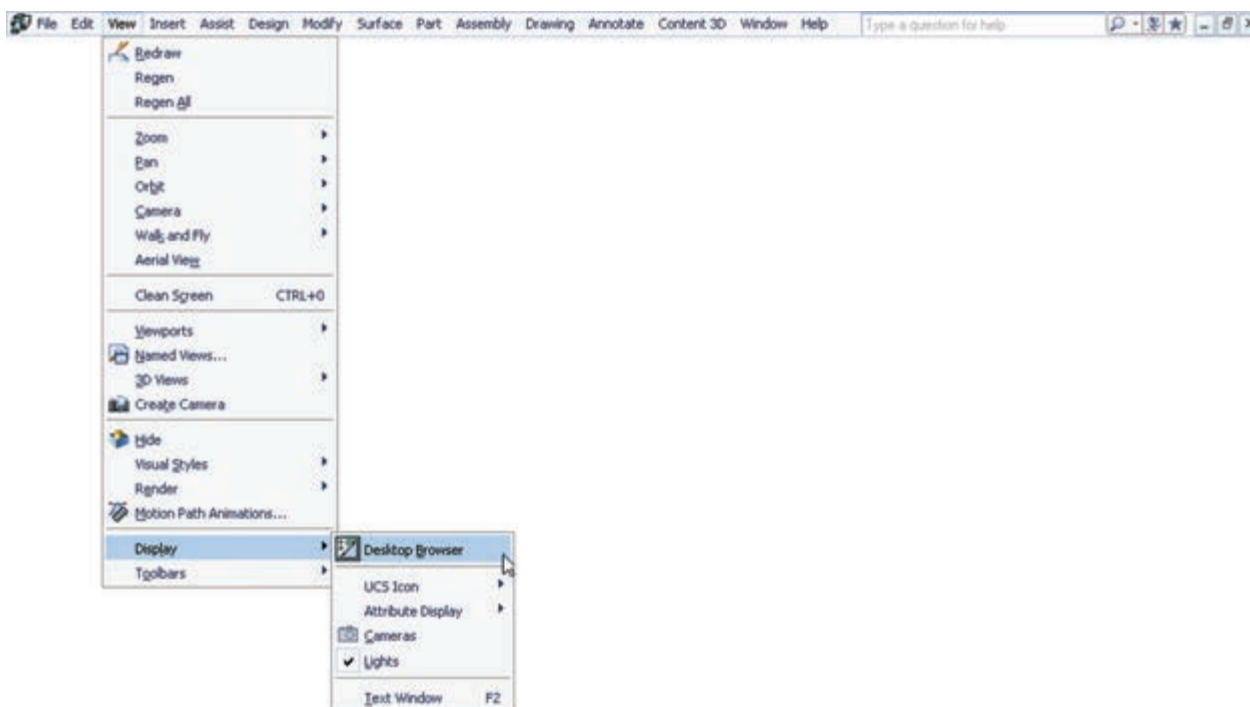 File Edit View Insert Assist Design Modify Surface Part Assembly Drawing Annotate Content 3D Window Help Type a question for help
Redraw
Regen
Regen All
Zoom
Pan
Orbit
Camera
Walk and Fly
Aerial View
Clean Screen CTRL+0
Viewports
Named Views...
3D Views
Create Camera
Hide
Visual Styles
Render
Motion Path Animations...
Display
Toolbars
Desktop Browser
UCS Icon
Attribute Display
Cameras
Lights
Text Window F2